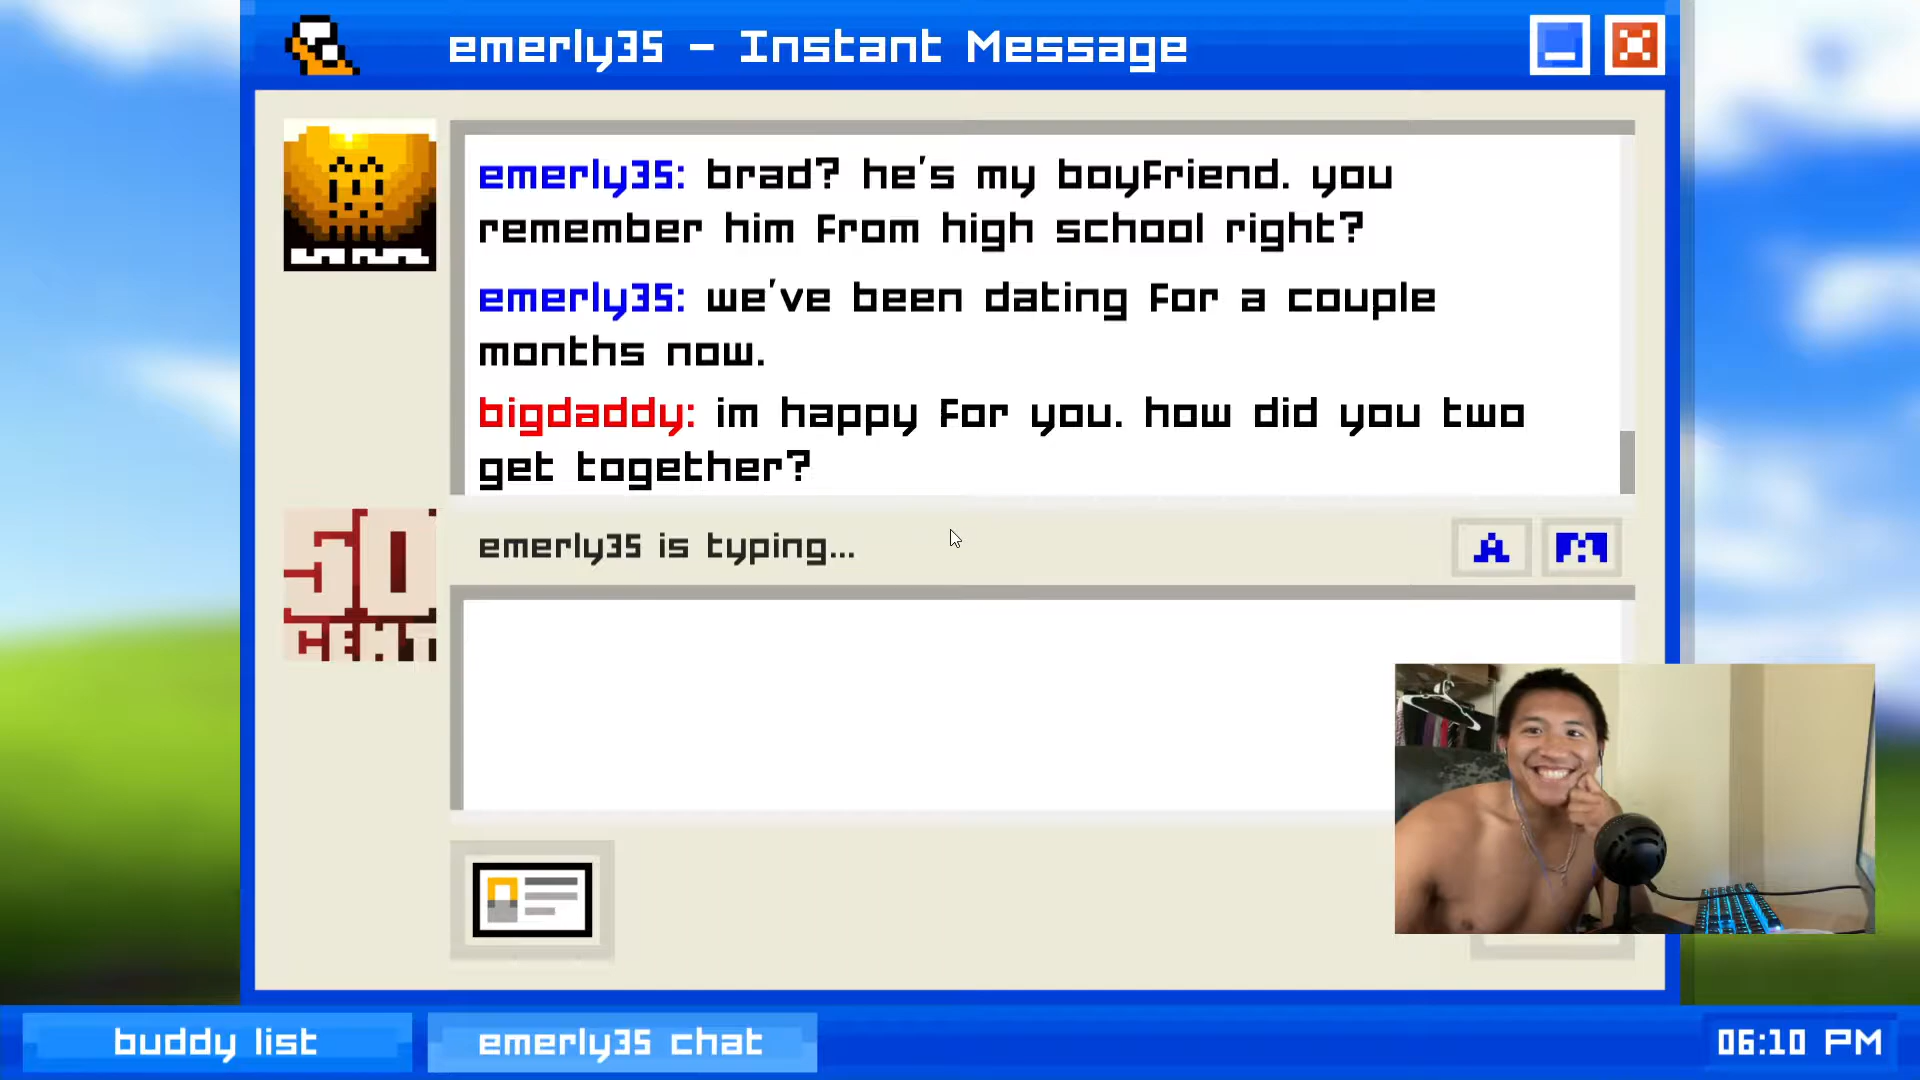 emerly35 - Instant Message
emerly35: brad? he's my boyfriend. you
remember him from high school right?
emerly35: we've been dating for a couple
months now.
bigdaddy: im happy for you. how did you two
get together?
50
CENT
emerly35 is typing...
A
buddy list
emerly35 chat
06:10 PM